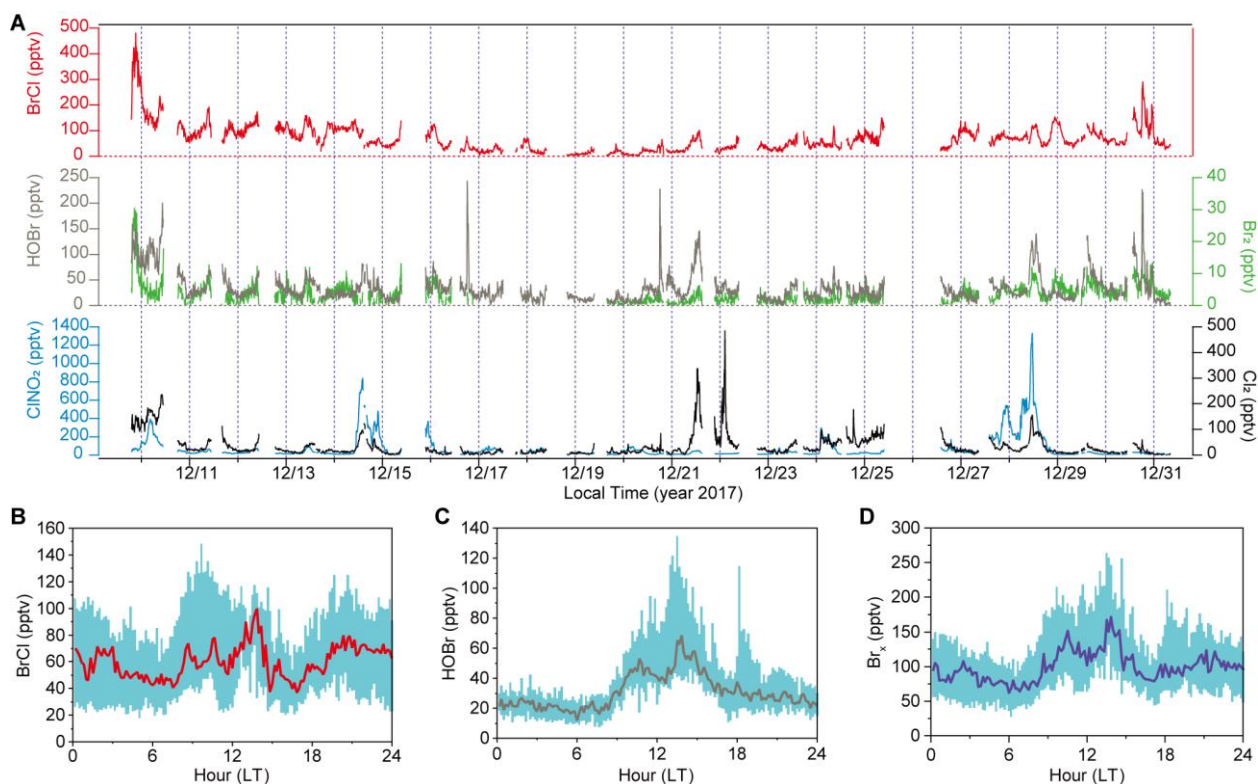 A
BrCl (pptv)
500
400
300
200
100
0
HOBr (pptv)
250
200
150
100
50
0
40
30
20
10
0
Br₂ (pptv)
ClNO₂ (pptv)
1400
1200
1000
800
600
400
200
0
500
400
300
200
100
0
Cl₂ (pptv)
12/11 12/13 12/15 12/17 12/19 12/21 12/23 12/25 12/27 12/29 12/31
Local Time (year 2017)
B
BrCl (pptv)
160
140
120
100
80
60
40
20
0
0 6 12 18 24
Hour (LT)
C
HOBr (pptv)
140
120
100
80
60
40
20
0
0 6 12 18 24
Hour (LT)
D
Brₓ (pptv)
300
250
200
150
100
50
0
0 6 12 18 24
Hour (LT)